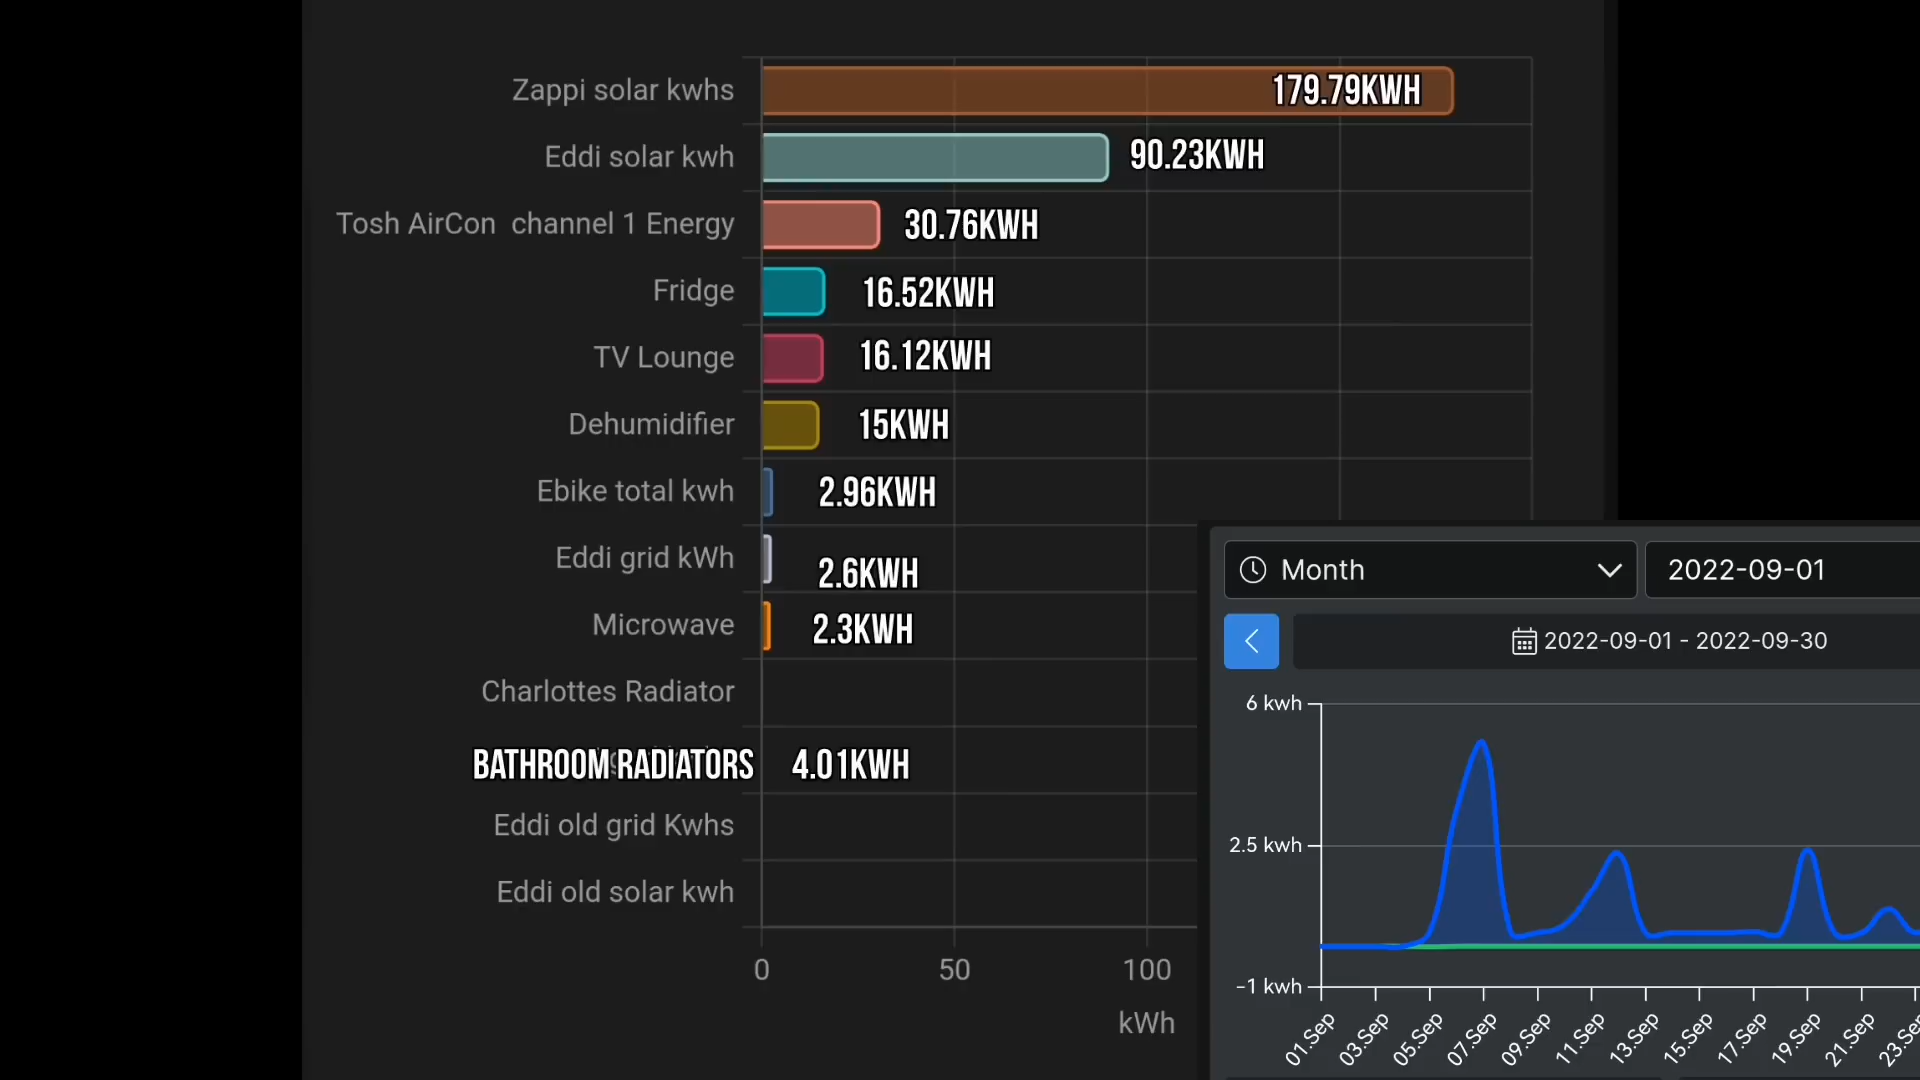 Zappi solar kwhs 179.79KWH
Eddi solar kwh 90.23KWH
Tosh AirCon channel 1 Energy 30.76KWH
Fridge 16.52KWH
TV Lounge 16.12KWH
Dehumidifier 15KWH
Ebike total kwh 2.96KWH
Eddi grid kWh 2.6KWH
Microwave 2.3KWH
Charlottes Radiator
BATHROOM RADIATORS 4.01KWH
Eddi old grid Kwhs
Eddi old solar kwh
0 50 100
kWh
Month 2022-09-01
2022-09-01 - 2022-09-30
6 kwh
2.5 kwh
-1 kwh
01.Sep 03.Sep 05.Sep 07.Sep 09.Sep 11.Sep 13.Sep 15.Sep 17.Sep 19.Sep 21.Sep